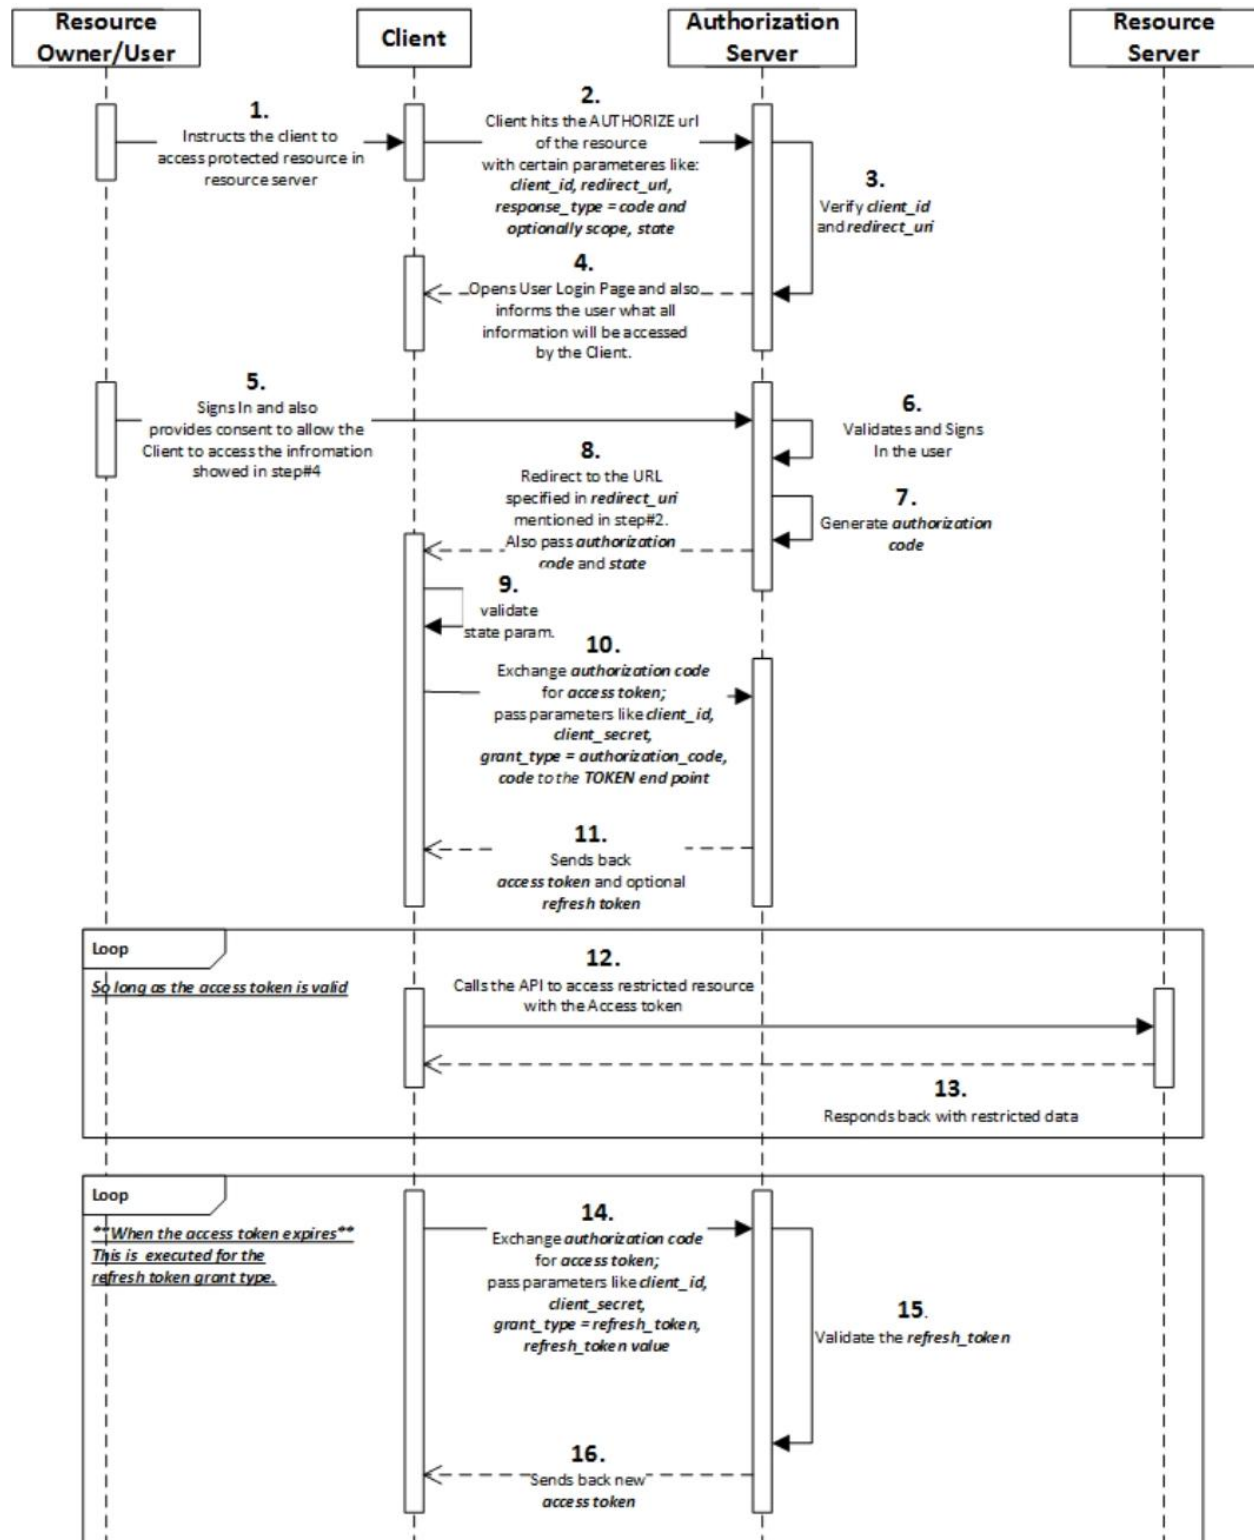 Resource
Owner/User
Client
Authorization
Server
Resource
Server
1.
Instructs the client to
access protected resource in
resource server
2.
Client hits the AUTHORIZE url
of the resource
with certain parameteres like:
client_id, redirect_url,
response_type = code and
optionally scope, state
3.
Verify client_id
and redirect_uri
4.
Opens User Login Page and also
informs the user what all
information will be accessed
by the Client.
5.
Signs In and also
provides consent to allow the
Client to access the infromation
showed in step#4
6.
Validates and Signs
In the user
7.
Generate authorization
code
8.
Redirect to the URL
specified in redirect_uri
mentioned in step#2.
Also pass authorization
code and state
9.
validate
state param.
10.
Exchange authorization code
for access token;
pass parameters like client_id,
client_secret,
grant_type = authorization_code,
code to the TOKEN end point
11.
Sends back
access token and optional
refresh token
Loop
So long as the access token is valid
12.
Calls the API to access restricted resource
with the Access token
13.
Responds back with restricted data
Loop
**When the access token expires**
This is executed for the
refresh token grant type.
14.
Exchange authorization code
for access token;
pass parameters like client_id,
client_secret,
grant_type = refresh_token,
refresh_token value
15.
Validate the refresh_token
16.
Sends back new
access token